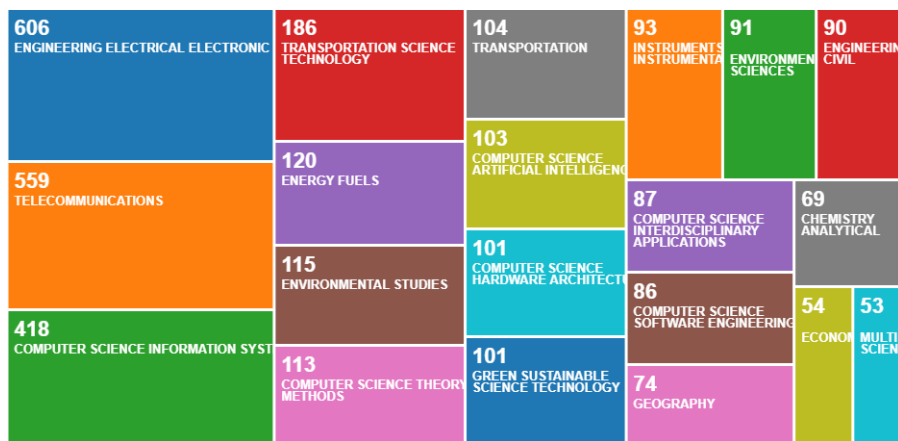 606
ENGINEERING ELECTRICAL ELECTRONIC
559
TELECOMMUNICATIONS
418
COMPUTER SCIENCE INFORMATION SYST
186
TRANSPORTATION SCIENCE
TECHNOLOGY
120
ENERGY FUELS
115
ENVIRONMENTAL STUDIES
113
COMPUTER SCIENCE THEORY
METHODS
104
TRANSPORTATION
103
COMPUTER SCIENCE
ARTIFICIAL INTELLIGENC
101
COMPUTER SCIENCE
HARDWARE ARCHITECTU
101
GREEN SUSTAINABLE
SCIENCE TECHNOLOGY
93
INSTRUMENTS
INSTRUMENTA
91
ENVIRONMEN
SCIENCES
90
ENGINEERIN
CIVIL
87
COMPUTER SCIENCE
INTERDISCIPLINARY
APPLICATIONS
69
CHEMISTRY
ANALYTICAL
86
COMPUTER SCIENCE
SOFTWARE ENGINEERING
74
GEOGRAPHY
54
ECONOM
53
MULTI
SCIEN